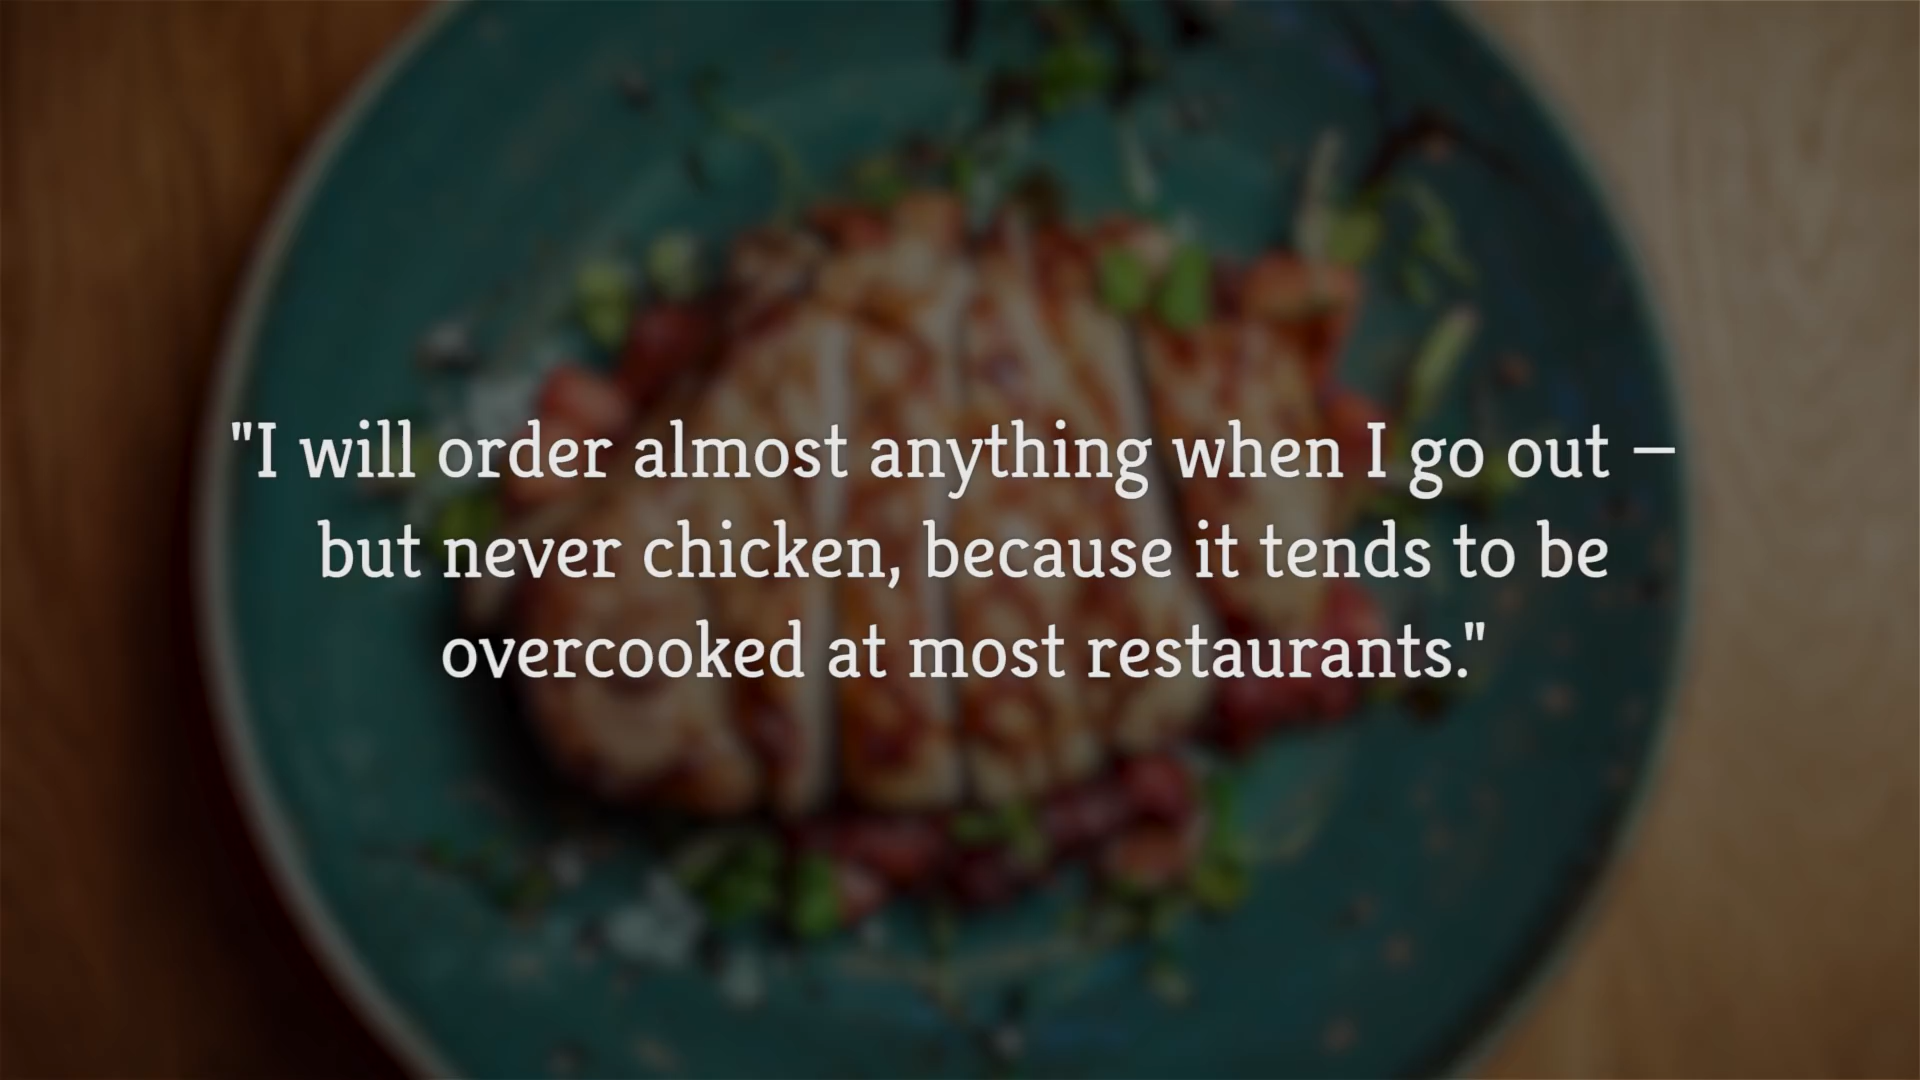 "I will order almost anything when I go out –
but never chicken, because it tends to be
overcooked at most restaurants."